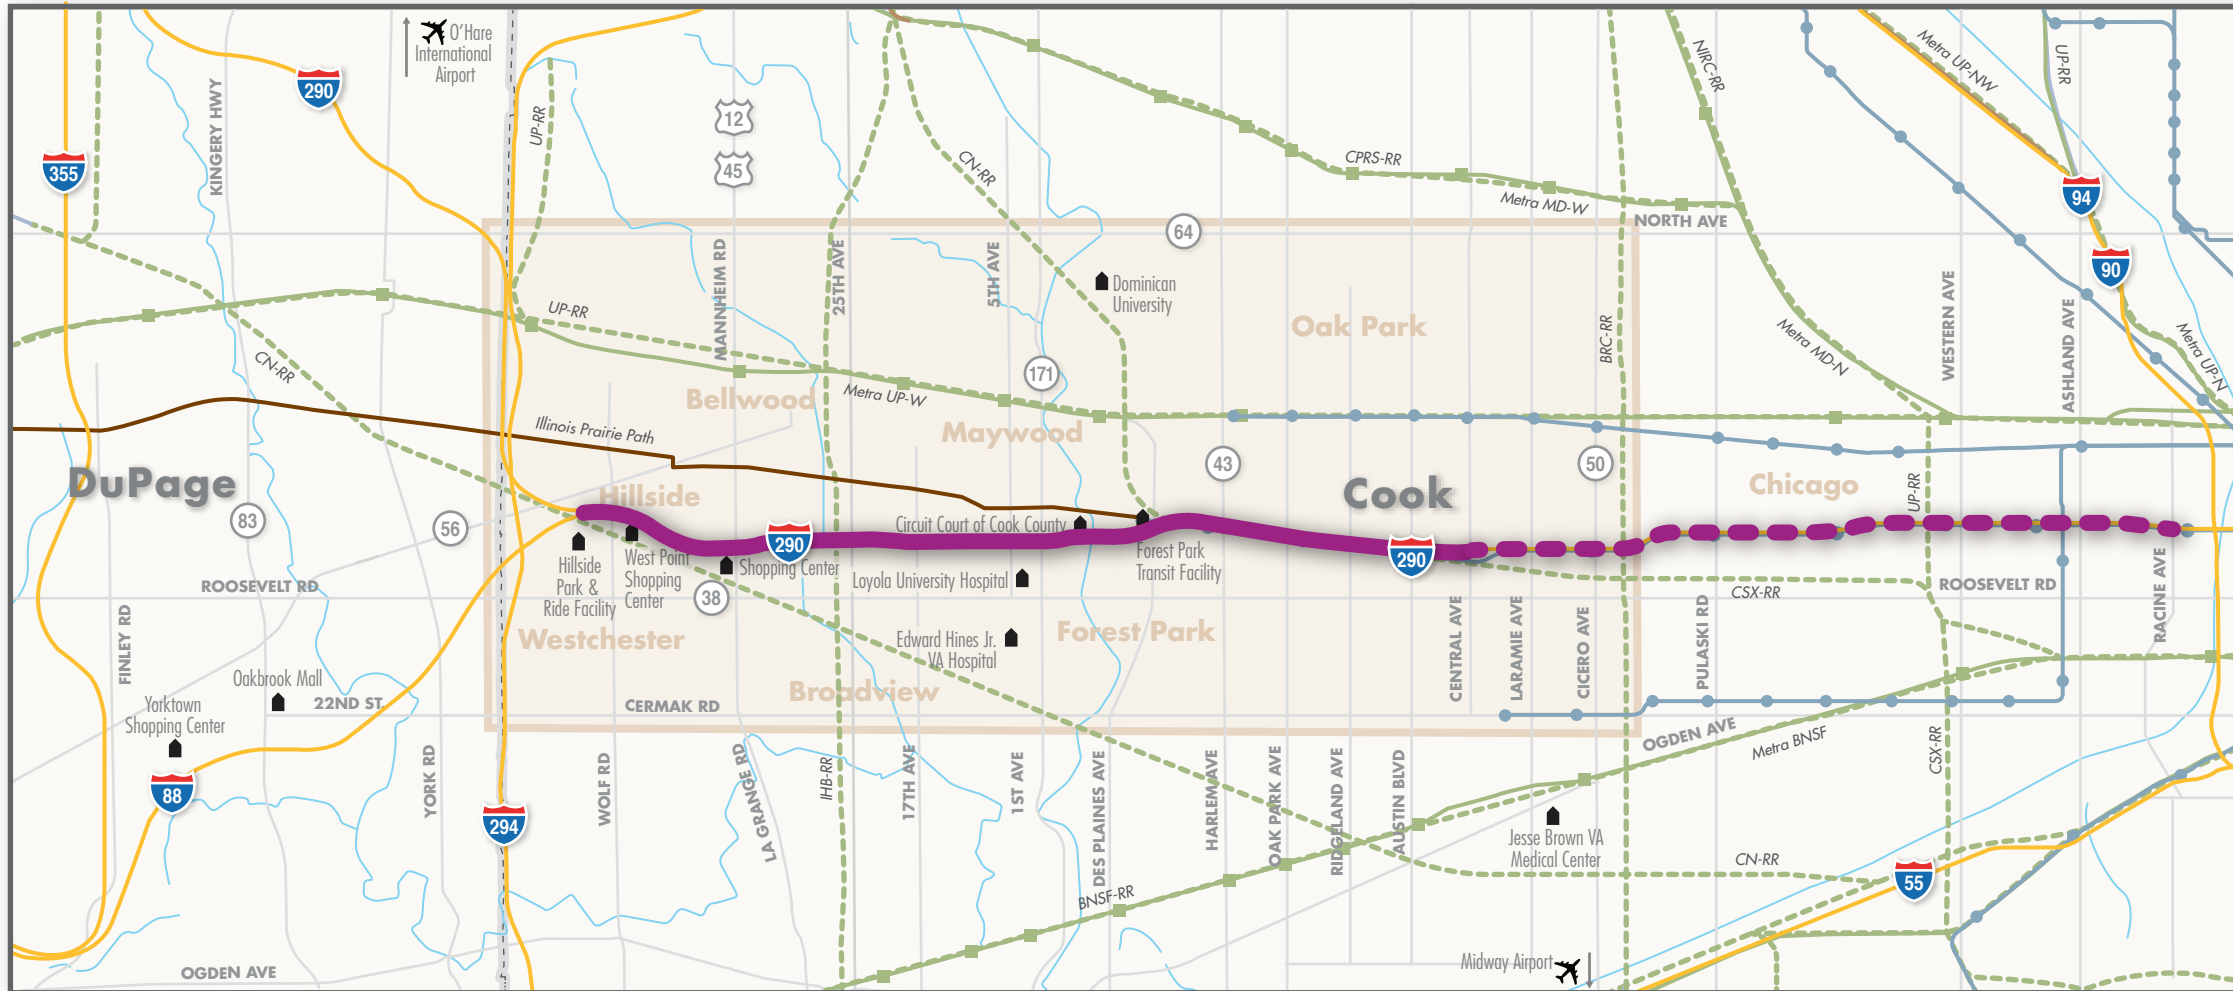 O'Hare
International
Airport
290
355
KINGERY HWY
UP-RR
12
45
CN-RR
CPRS-RR
Metra MD-W
NIRC-RR
Metra UP-NW
UP-RR
94
90
NORTH AVE
64
MANNHEIM RD
25TH AVE
5TH AVE
Dominican
University
Oak Park
BRC-RR
Metra MD-N
WESTERN AVE
ASHLAND AVE
Metra UP-N
UP-RR
CN-RR
Bellwood
Metra UP-W
171
Maywood
Illinois Prairie Path
DuPage
83
56
Hillside
43
Cook
50
Chicago
UP-RR
Circuit Court of Cook County
290
290
Hillside
Park &
Ride Facility
West Point
Shopping
Center
Shopping Center
38
Loyola University Hospital
Forest Park
Transit Facility
ROOSEVELT RD
CSX-RR
ROOSEVELT RD
RACINE AVE
FINLEY RD
Westchester
Edward Hines Jr.
VA Hospital
Forest Park
CENTRAL AVE
LARAMIE AVE
CICERO AVE
PULASKI RD
Oakbrook Mall
22ND ST.
Yorktown
Shopping Center
Broadview
CERMAK RD
OGDEN AVE
Metra BNSF
CSX-RR
88
YORK RD
294
WOLF RD
LA GRANGE RD
IHB-RR
17TH AVE
1ST AVE
DES PLAINES AVE
HARLEM AVE
OAK PARK AVE
RIDGELAND AVE
AUSTIN BLVD
Jesse Brown VA
Medical Center
CN-RR
55
BNSF-RR
OGDEN AVE
Midway Airport